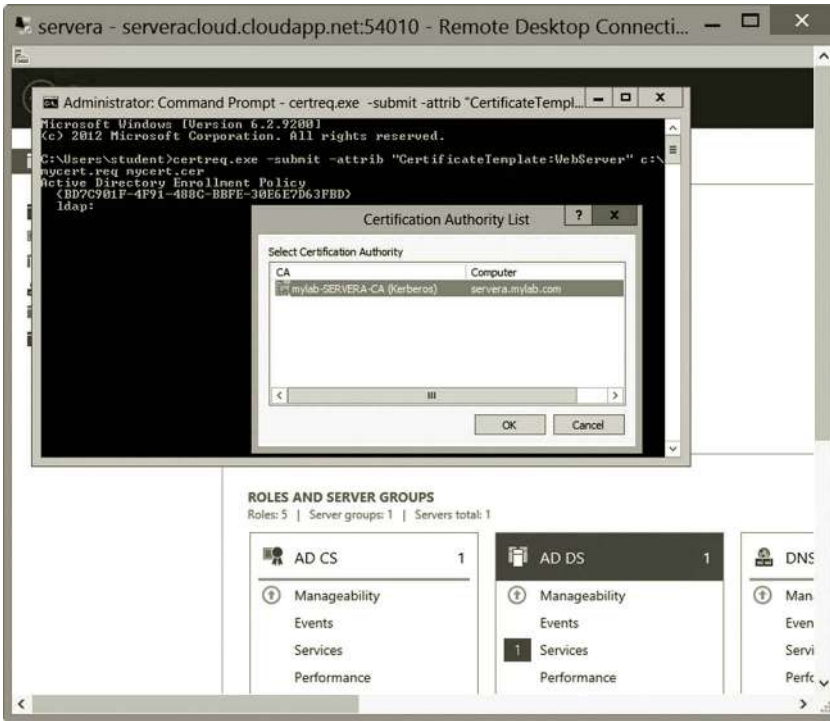 servera - serveracloud.cloudapp.net:54010 - Remote Desktop Connecti...
Administrator: Command Prompt - certreq.exe -submit -attrib "CertificateTempl...
Microsoft Windows [Version 6.2.9200]
(c) 2012 Microsoft Corporation. All rights reserved.
C:\Users\student>certreq.exe -submit -attrib "CertificateTemplate:WebServer" c:\
mycert.req mycert.cer
Active Directory Enrollment Policy
{BD7C901F-4F91-488C-BBFE-30E6E7D63FBD}
ldap:
Certification Authority List
Select Certification Authority
CA Computer
mylab-SERVERA-CA (Kerberos) servera.mylab.com
OK Cancel
ROLES AND SERVER GROUPS
Roles: 5 | Server groups: 1 | Servers total: 1
AD CS 1
Manageability
Events
Services
Performance
AD DS 1
Manageability
Events
1 Services
Performance
DNS
Man
Even
Servi
Perfc